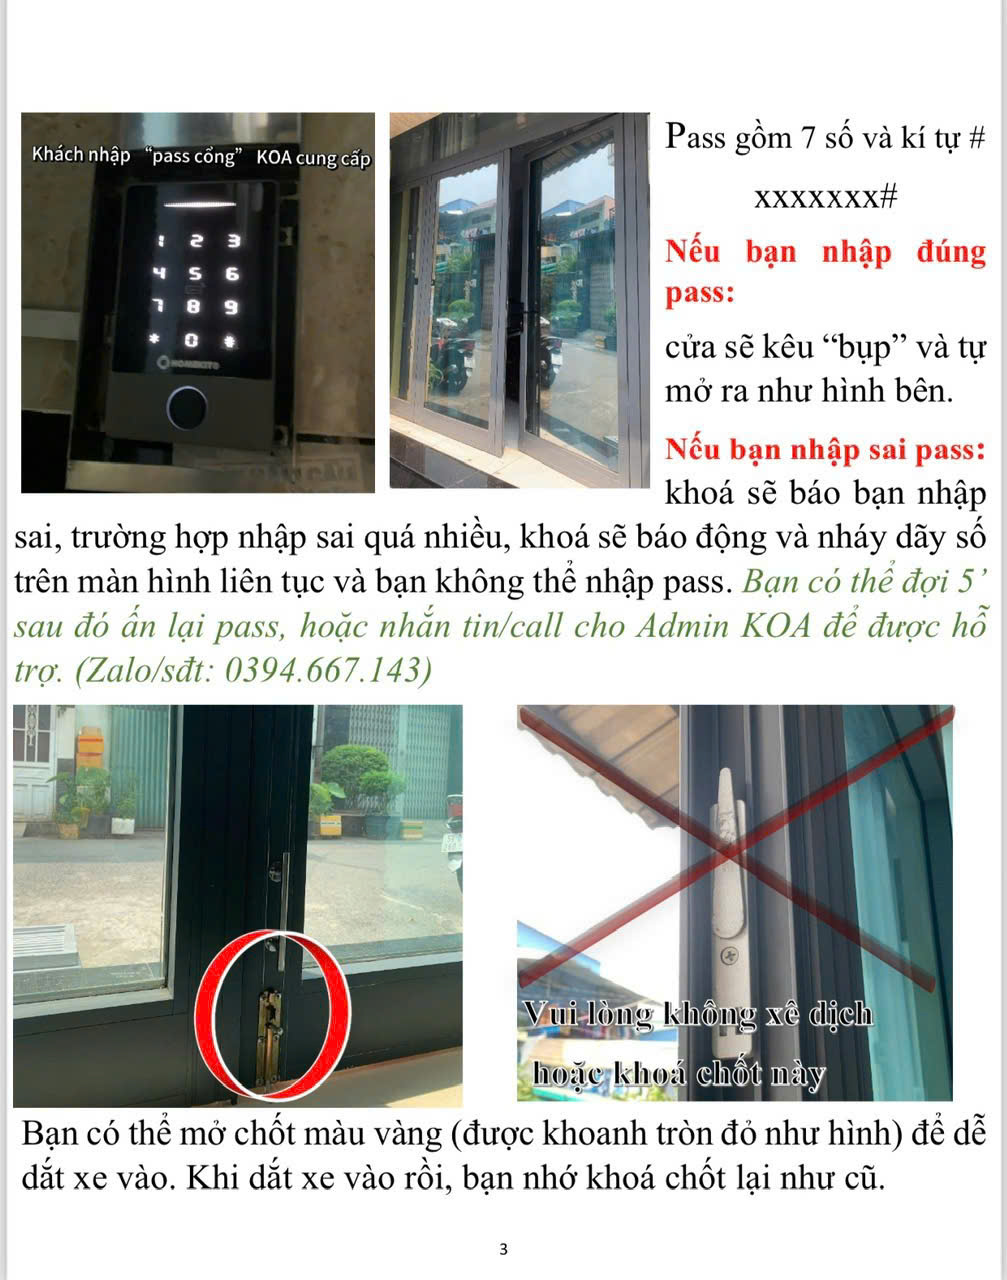 Khách nhập “pass cổng” KOA cung cấp
1 2 3
4 5 6
7 8 9
* 0 #
HOMEKITO
Pass gồm 7 số và kí tự #
xxxxxxx#
Nếu bạn nhập đúng
pass:
cửa sẽ kêu “bụp” và tự
mở ra như hình bên.
Nếu bạn nhập sai pass:
khoá sẽ báo bạn nhập
sai, trường hợp nhập sai quá nhiều, khoá sẽ báo động và nháy dãy số
trên màn hình liên tục và bạn không thể nhập pass. Bạn có thể đợi 5’
sau đó ấn lại pass, hoặc nhắn tin/call cho Admin KOA để được hỗ
trợ. (Zalo/sđt: 0394.667.143)
Vui lòng không xê dịch
hoặc khoá chốt này
Bạn có thể mở chốt màu vàng (được khoanh tròn đỏ như hình) để dễ
dắt xe vào. Khi dắt xe vào rồi, bạn nhớ khoá chốt lại như cũ.
3